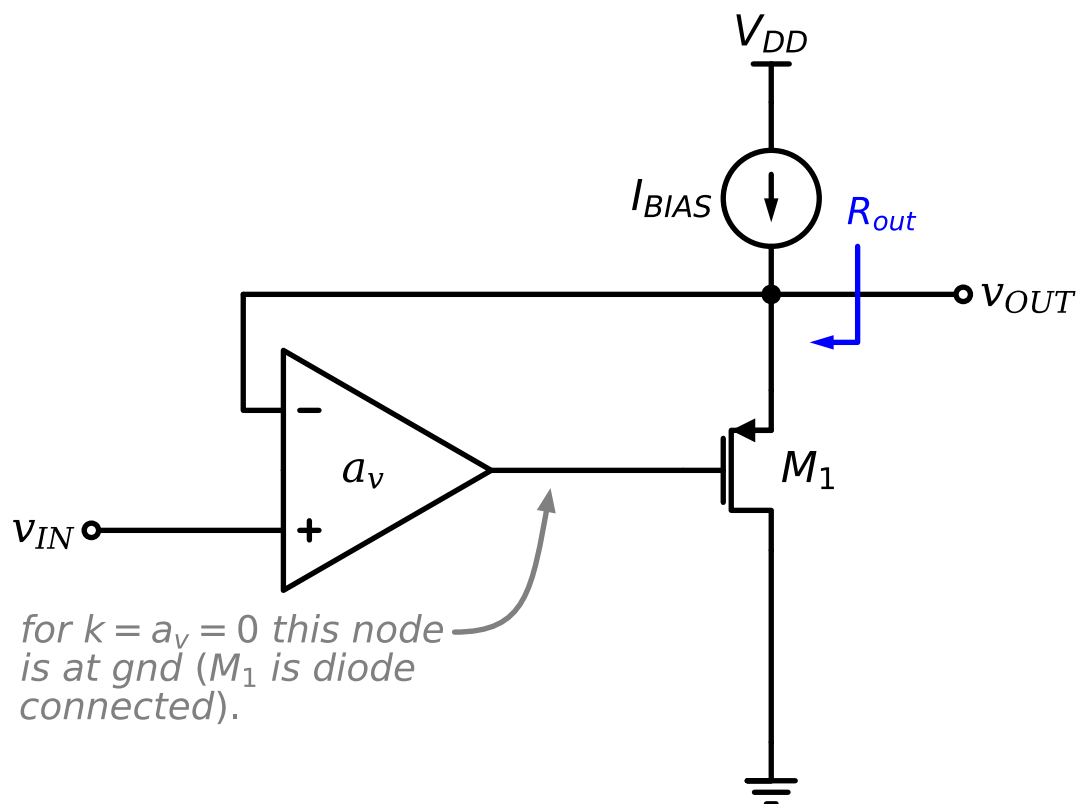 V_DD
I_BIAS
R_out
v_OUT
−
a_v
M_1
v_IN
+
for k = a_v = 0 this node
is at gnd (M_1 is diode
connected).